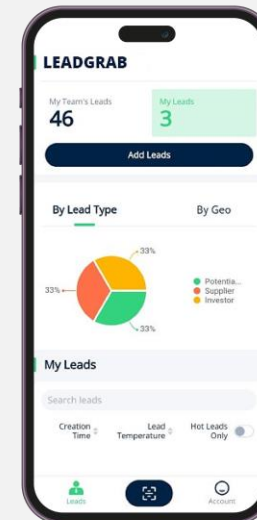 LEADGRAB
My Team's Leads
46
My Leads
3
Add Leads
By Lead Type
By Geo
33%
33%
33%
Potentia...
Supplier
Investor
My Leads
Search leads
Creation Time
Lead Temperature
Hot Leads Only
Leads
Account